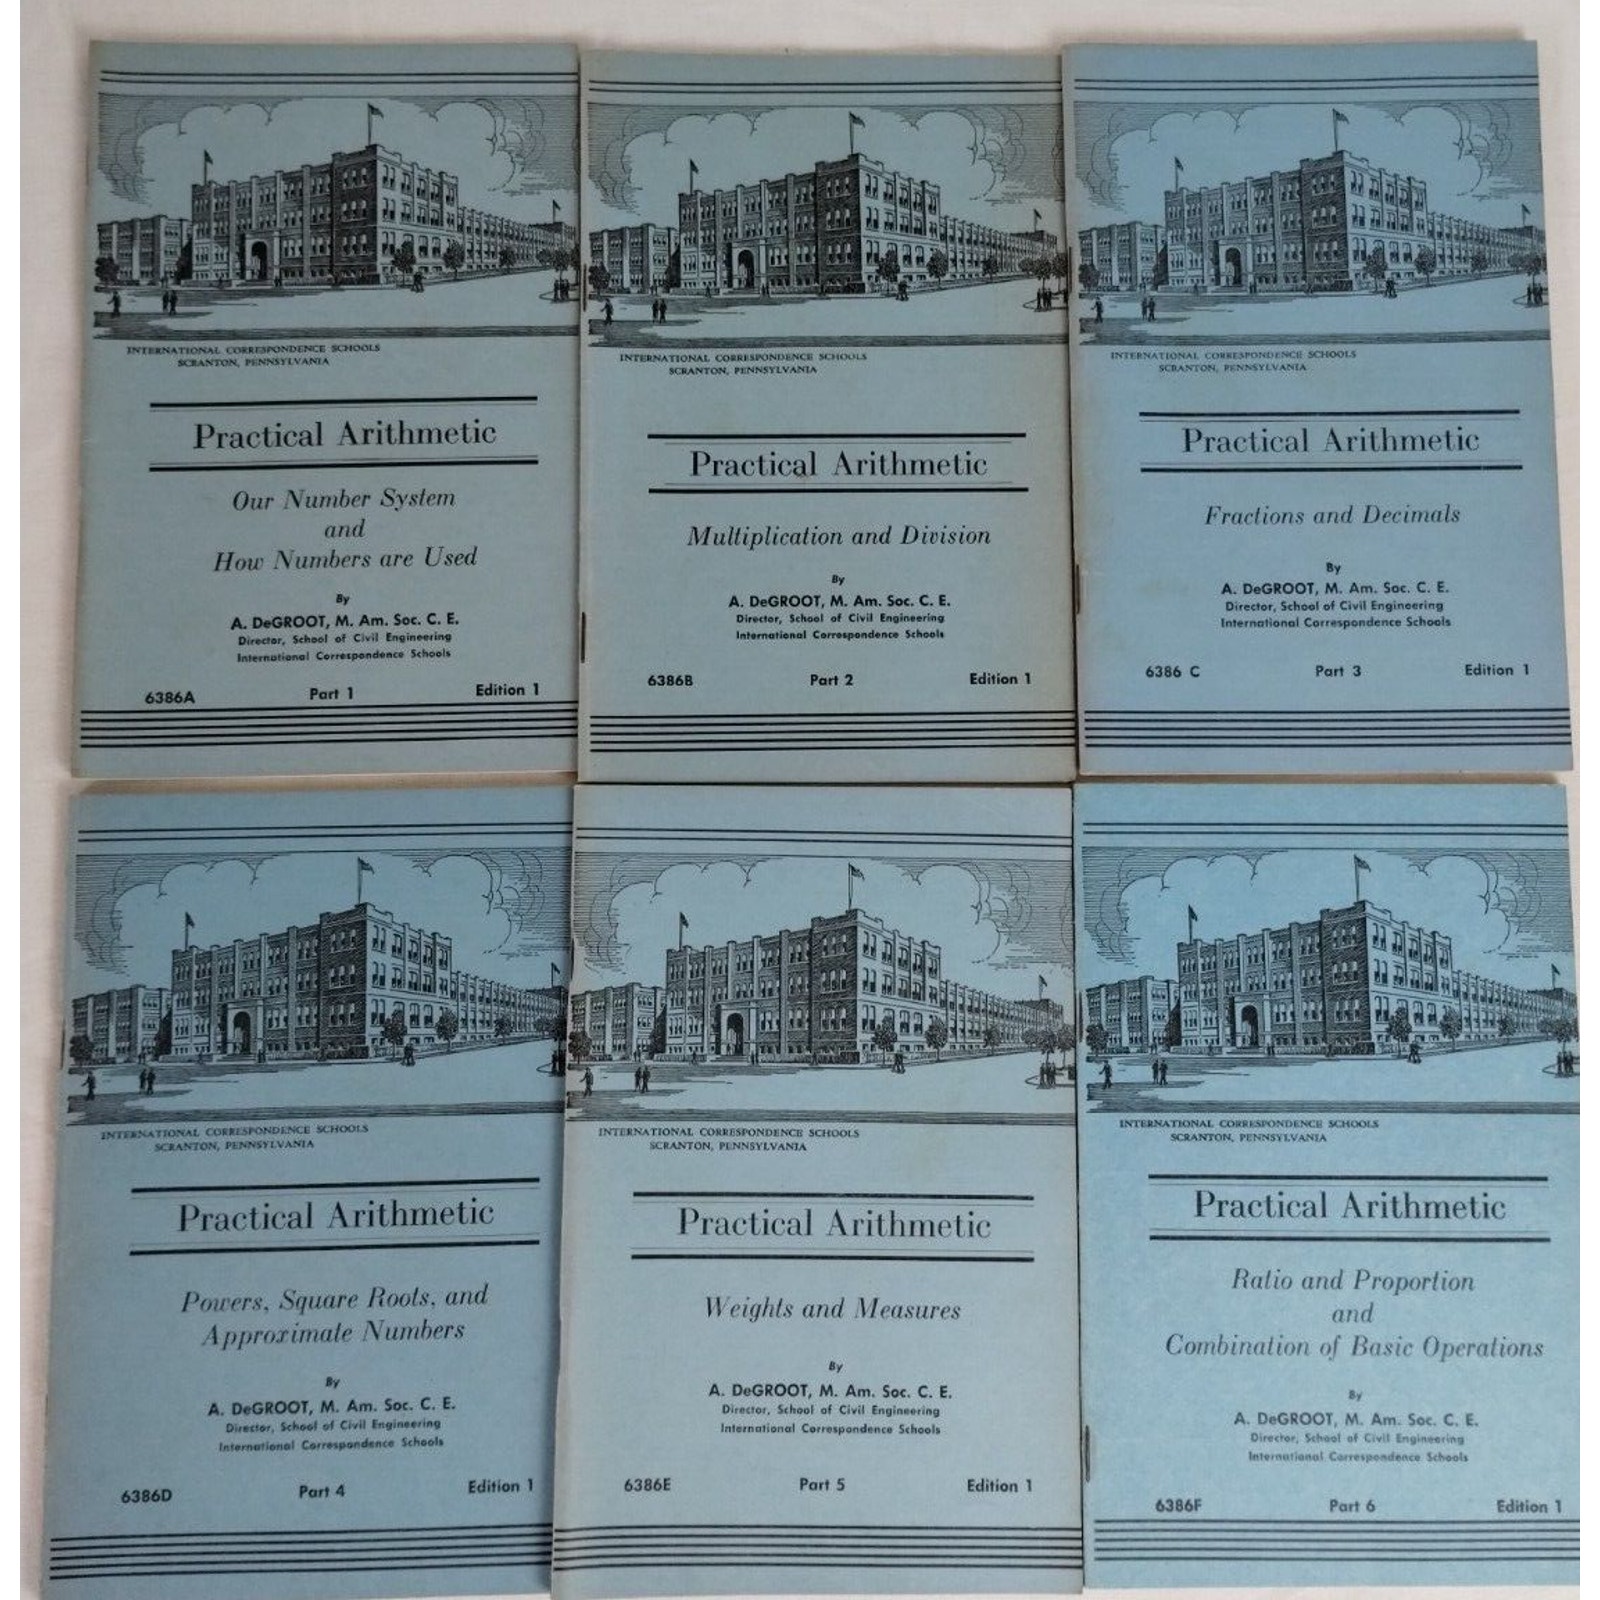 INTERNATIONAL CORRESPONDENCE SCHOOLS
SCRANTON, PENNSYLVANIA
Practical Arithmetic
Our Number System
and
How Numbers are Used
By
A. DeGROOT, M. Am. Soc. C. E.
Director, School of Civil Engineering
International Correspondence Schools
6386A Part 1 Edition 1
INTERNATIONAL CORRESPONDENCE SCHOOLS
SCRANTON, PENNSYLVANIA
Practical Arithmetic
Multiplication and Division
By
A. DeGROOT, M. Am. Soc. C. E.
Director, School of Civil Engineering
International Correspondence Schools
6386B Part 2 Edition 1
INTERNATIONAL CORRESPONDENCE SCHOOLS
SCRANTON, PENNSYLVANIA
Practical Arithmetic
Fractions and Decimals
By
A. DeGROOT, M. Am. Soc. C. E.
Director, School of Civil Engineering
International Correspondence Schools
6386 C Part 3 Edition 1
INTERNATIONAL CORRESPONDENCE SCHOOLS
SCRANTON, PENNSYLVANIA
Practical Arithmetic
Powers, Square Roots, and
Approximate Numbers
By
A. DeGROOT, M. Am. Soc. C. E.
Director, School of Civil Engineering
International Correspondence Schools
6386D Part 4 Edition 1
INTERNATIONAL CORRESPONDENCE SCHOOLS
SCRANTON, PENNSYLVANIA
Practical Arithmetic
Weights and Measures
By
A. DeGROOT, M. Am. Soc. C. E.
Director, School of Civil Engineering
International Correspondence Schools
6386E Part 5 Edition 1
INTERNATIONAL CORRESPONDENCE SCHOOLS
SCRANTON, PENNSYLVANIA
Practical Arithmetic
Ratio and Proportion
and
Combination of Basic Operations
By
A. DeGROOT, M. Am. Soc. C. E.
Director, School of Civil Engineering
International Correspondence Schools
6386F Part 6 Edition 1